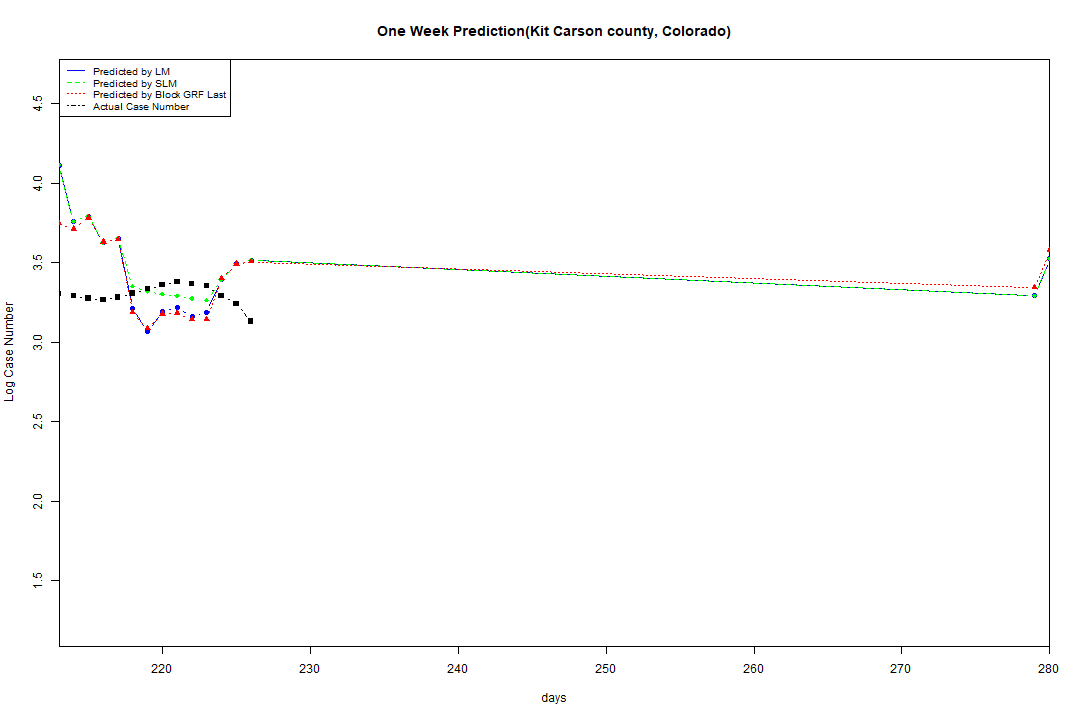 One Week Prediction(Kit Carson county, Colorado)
Predicted by LM
Predicted by SLM
Predicted by Block GRF Last
Actual Case Number
4.5
4.0
3.5
3.0
2.5
2.0
1.5
Log Case Number
220
230
240
250
260
270
280
days